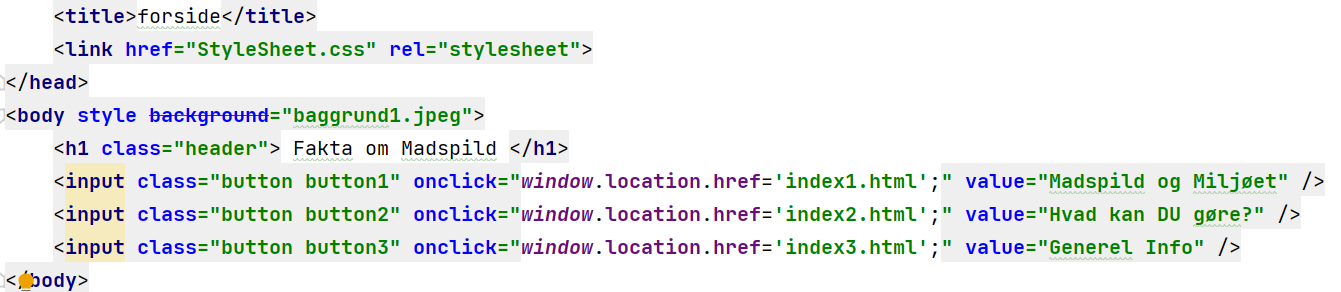 <title>forside</title>
<link href="StyleSheet.css" rel="stylesheet">
</head>
<body style background="baggrund1.jpeg">
<h1 class="header"> Fakta om Madspild </h1>
<input class="button button1" onclick="window.location.href='index1.html';" value="Madspild og Miljøet" />
<input class="button button2" onclick="window.location.href='index2.html';" value="Hvad kan DU gøre?" />
<input class="button button3" onclick="window.location.href='index3.html';" value="Generel Info" />
</body>